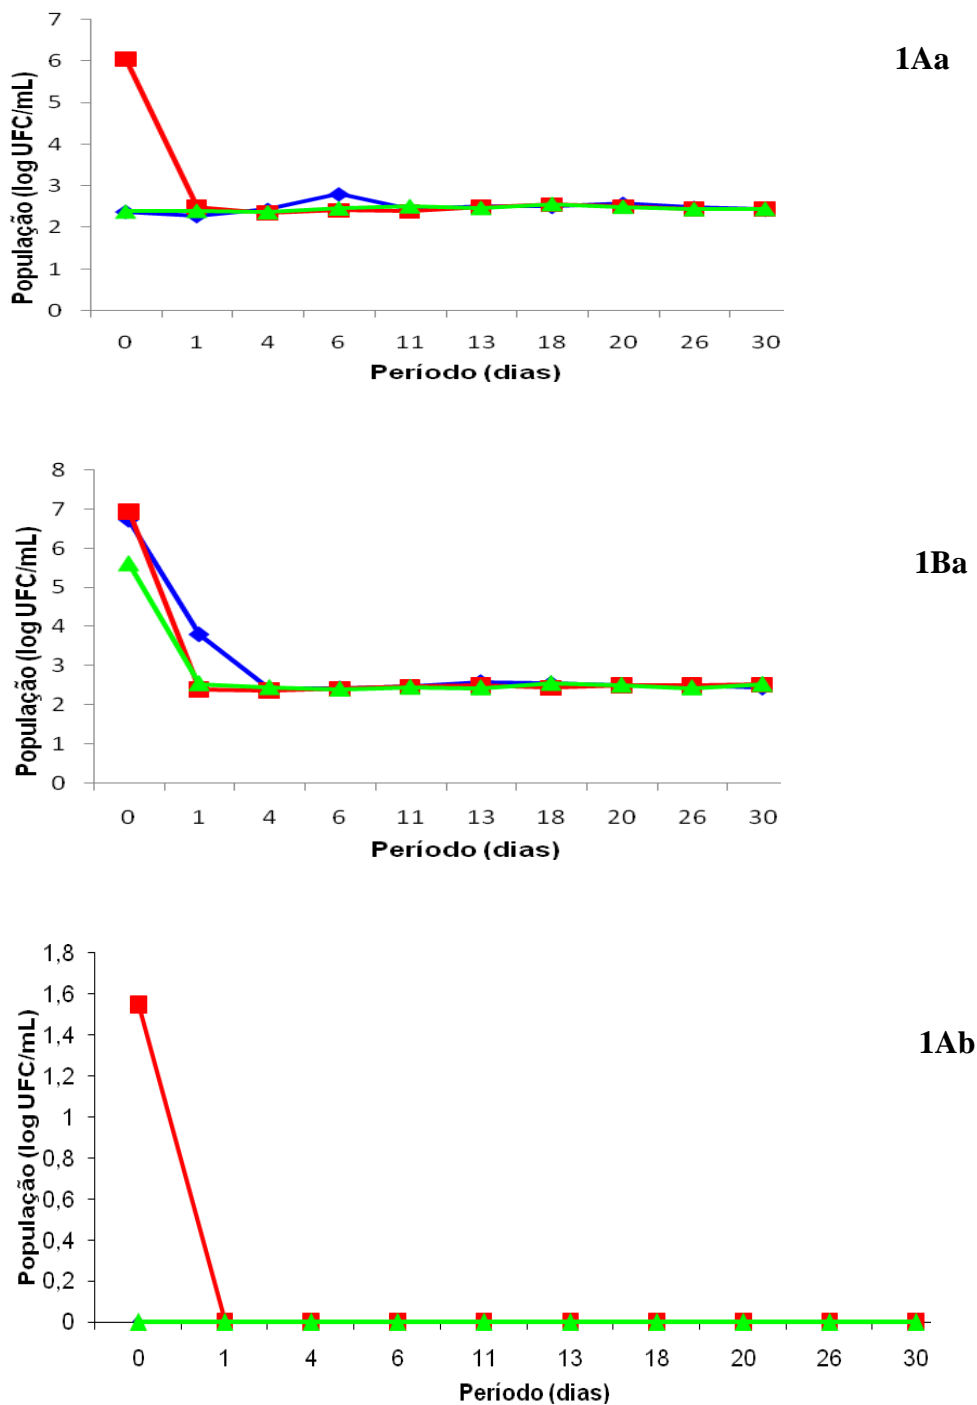 7
6
5
4
3
2
1
0
População (log UFC/mL)
1Aa
0 1 4 6 11 13 18 20 26 30
Período (dias)
8
7
6
5
4
3
2
1
0
População (log UFC/mL)
1Ba
0 1 4 6 11 13 18 20 26 30
Período (dias)
1,8
1,6
1,4
1,2
1
0,8
0,6
0,4
0,2
0
População (log UFC/mL)
1Ab
0 1 4 6 11 13 18 20 26 30
Período (dias)